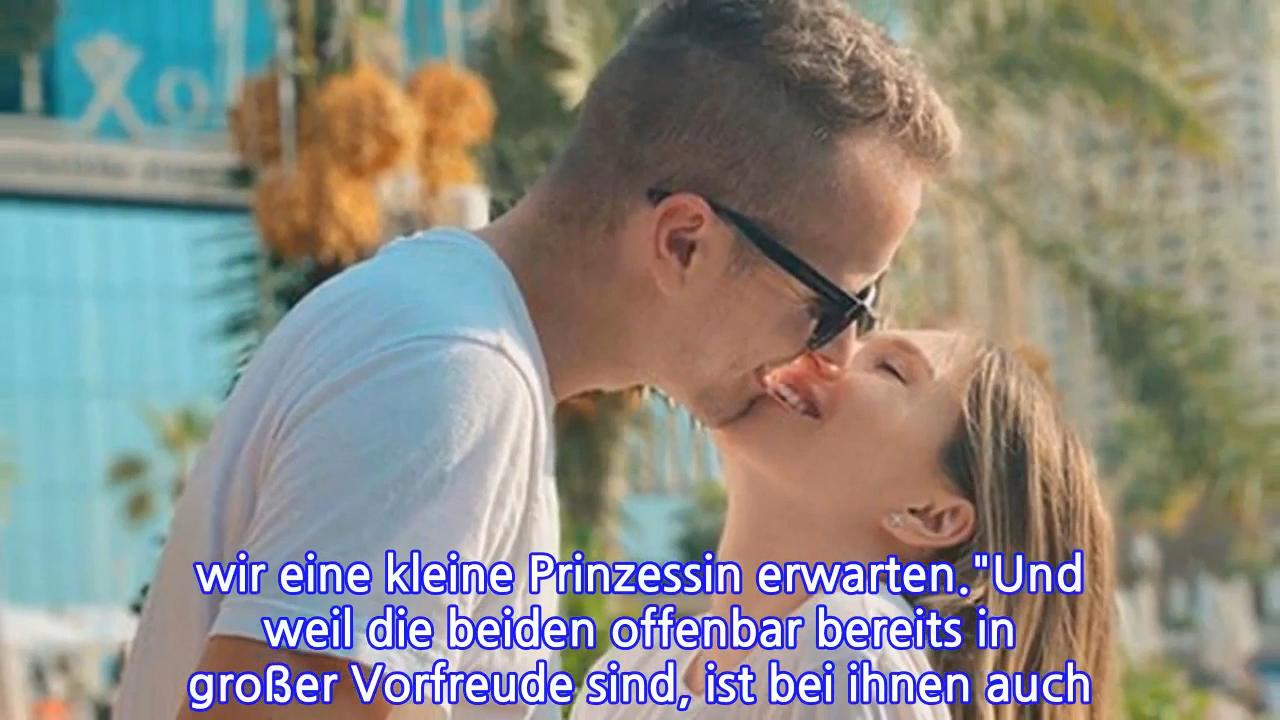 wir eine kleine Prinzessin erwarten."Und
weil die beiden offenbar bereits in
großer Vorfreude sind, ist bei ihnen auch